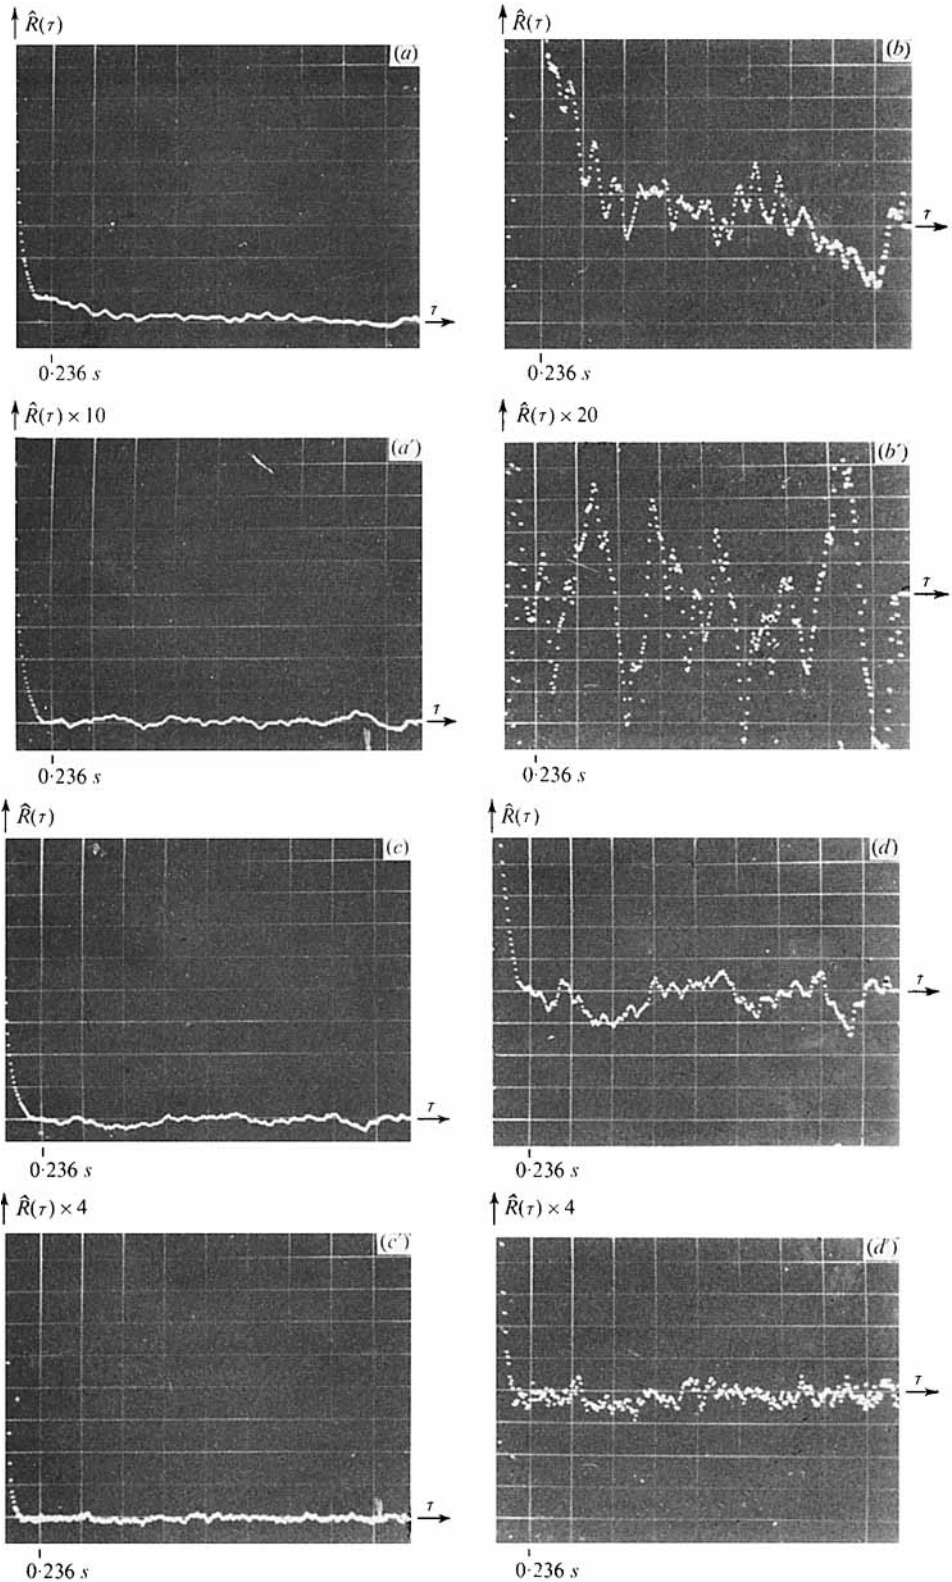 R̂(τ)
(a)
τ
0·236 s
R̂(τ)
(b)
τ
0·236 s
R̂(τ) × 10
(a′)
τ
0·236 s
R̂(τ) × 20
(b′)
τ
0·236 s
R̂(τ)
(c)
τ
0·236 s
R̂(τ)
(d)
τ
0·236 s
R̂(τ) × 4
(c′)
τ
0·236 s
R̂(τ) × 4
(d′)
τ
0·236 s